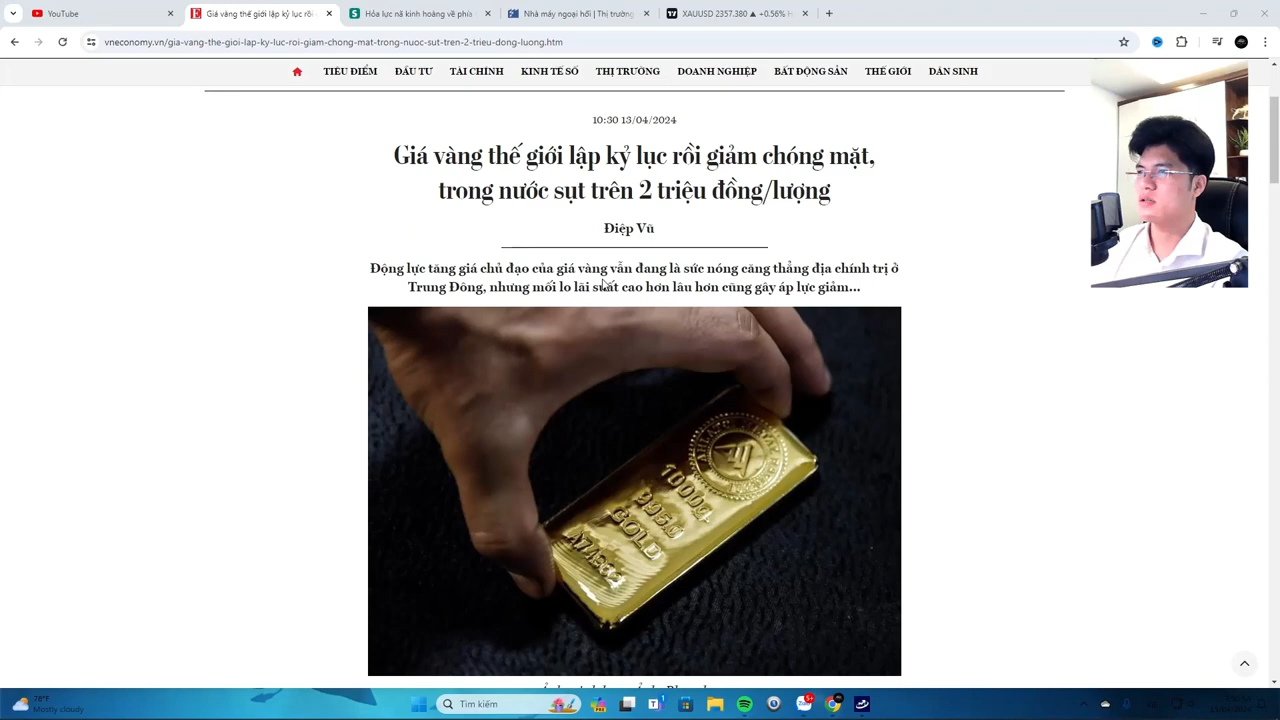 YouTube
Giá vàng thế giới lập kỷ lục rồi
Hỏa lực nã kinh hoàng về phía
Nhà máy ngoại hối | Thị trường
XAUUSD 2357.380 ▲ +0.56%
vneconomy.vn/gia-vang-the-gioi-lap-ky-luc-roi-giam-chong-mat-trong-nuoc-sut-tren-2-trieu-dong-luong.htm
TIÊU ĐIỂM ĐẦU TƯ TÀI CHÍNH KINH TẾ SỐ THỊ TRƯỜNG DOANH NGHIỆP BẤT ĐỘNG SẢN THẾ GIỚI DÂN SINH
10:30 13/04/2024
Giá vàng thế giới lập kỷ lục rồi giảm chóng mặt,
trong nước sụt trên 2 triệu đồng/lượng
Điệp Vũ
Động lực tăng giá chủ đạo của giá vàng vẫn đang là sức nóng căng thẳng địa chính trị ở
Trung Đông, nhưng mối lo lãi suất cao hơn lâu hơn cũng gây áp lực giảm...
1000g
995.0
GOLD
78°F
Mostly cloudy
Tìm kiếm